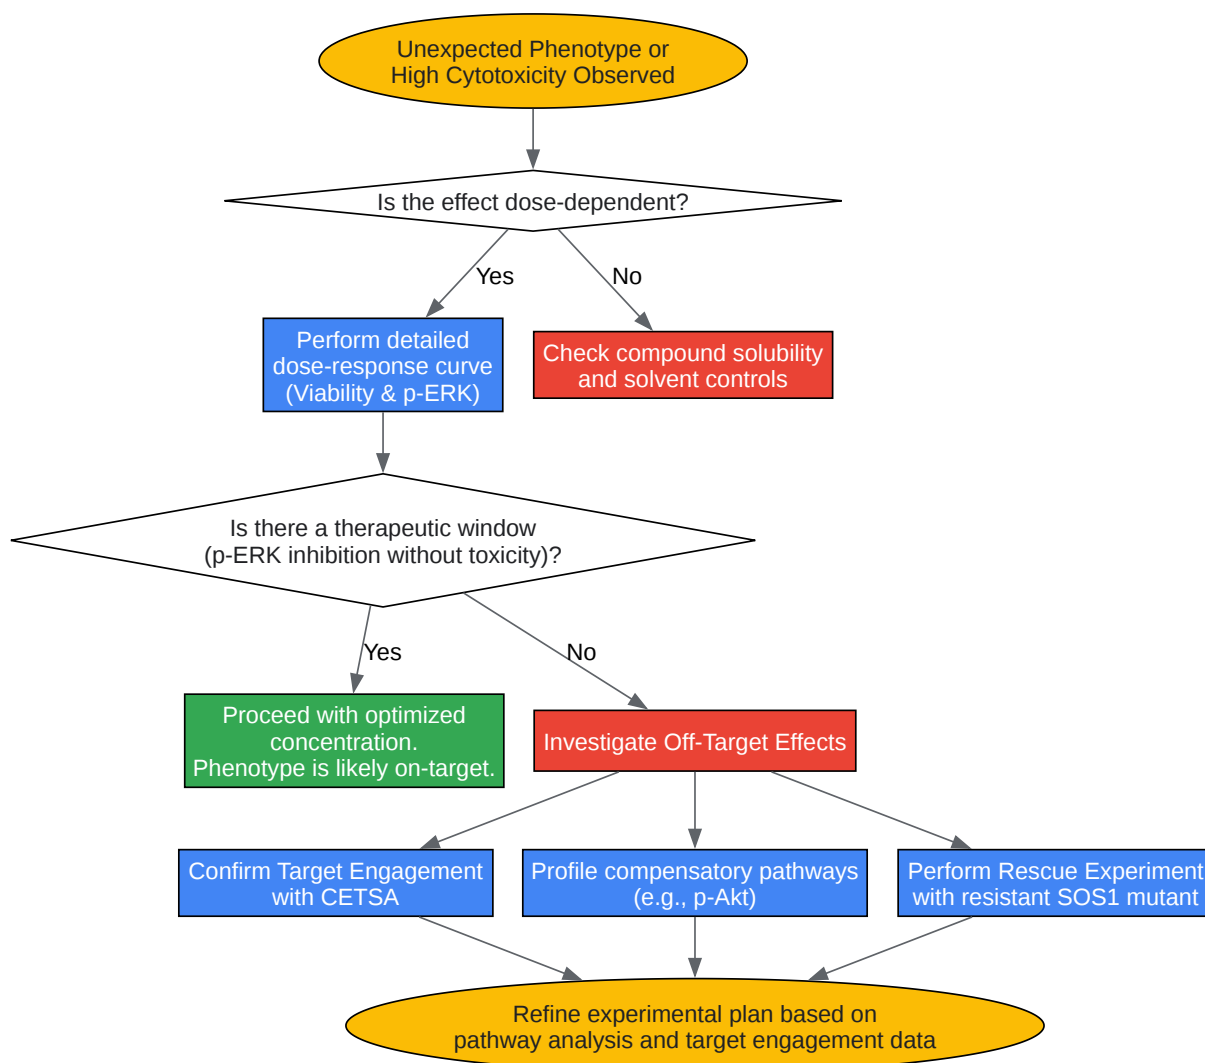 Unexpected Phenotype or
High Cytotoxicity Observed
Is the effect dose-dependent?
Yes
No
Perform detailed
dose-response curve
(Viability & p-ERK)
Check compound solubility
and solvent controls
Is there a therapeutic window
(p-ERK inhibition without toxicity)?
Yes
No
Proceed with optimized
concentration.
Phenotype is likely on-target.
Investigate Off-Target Effects
Confirm Target Engagement
with CETSA
Profile compensatory pathways
(e.g., p-Akt)
Perform Rescue Experiment
with resistant SOS1 mutant
Refine experimental plan based on
pathway analysis and target engagement data